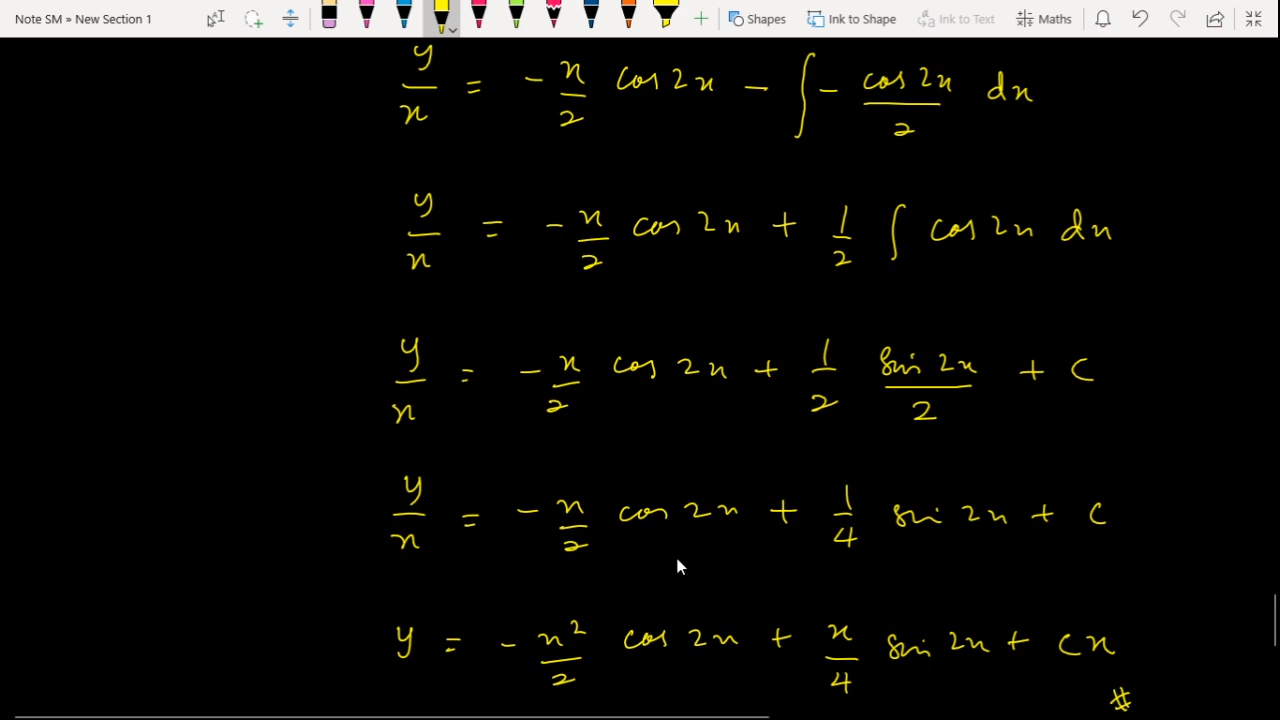 Note SM » New Section 1 Shapes Ink to Shape Ink to Text Maths
y/x = - x/2 cos 2x - ∫ - cos 2x/2 dx
y/x = - x/2 cos 2x + 1/2 ∫ cos 2x dx
y/x = - x/2 cos 2x + 1/2 sin 2x/2 + c
y/x = - x/2 cos 2x + 1/4 sin 2x + c
y = - x²/2 cos 2x + x/4 sin 2x + cx
#